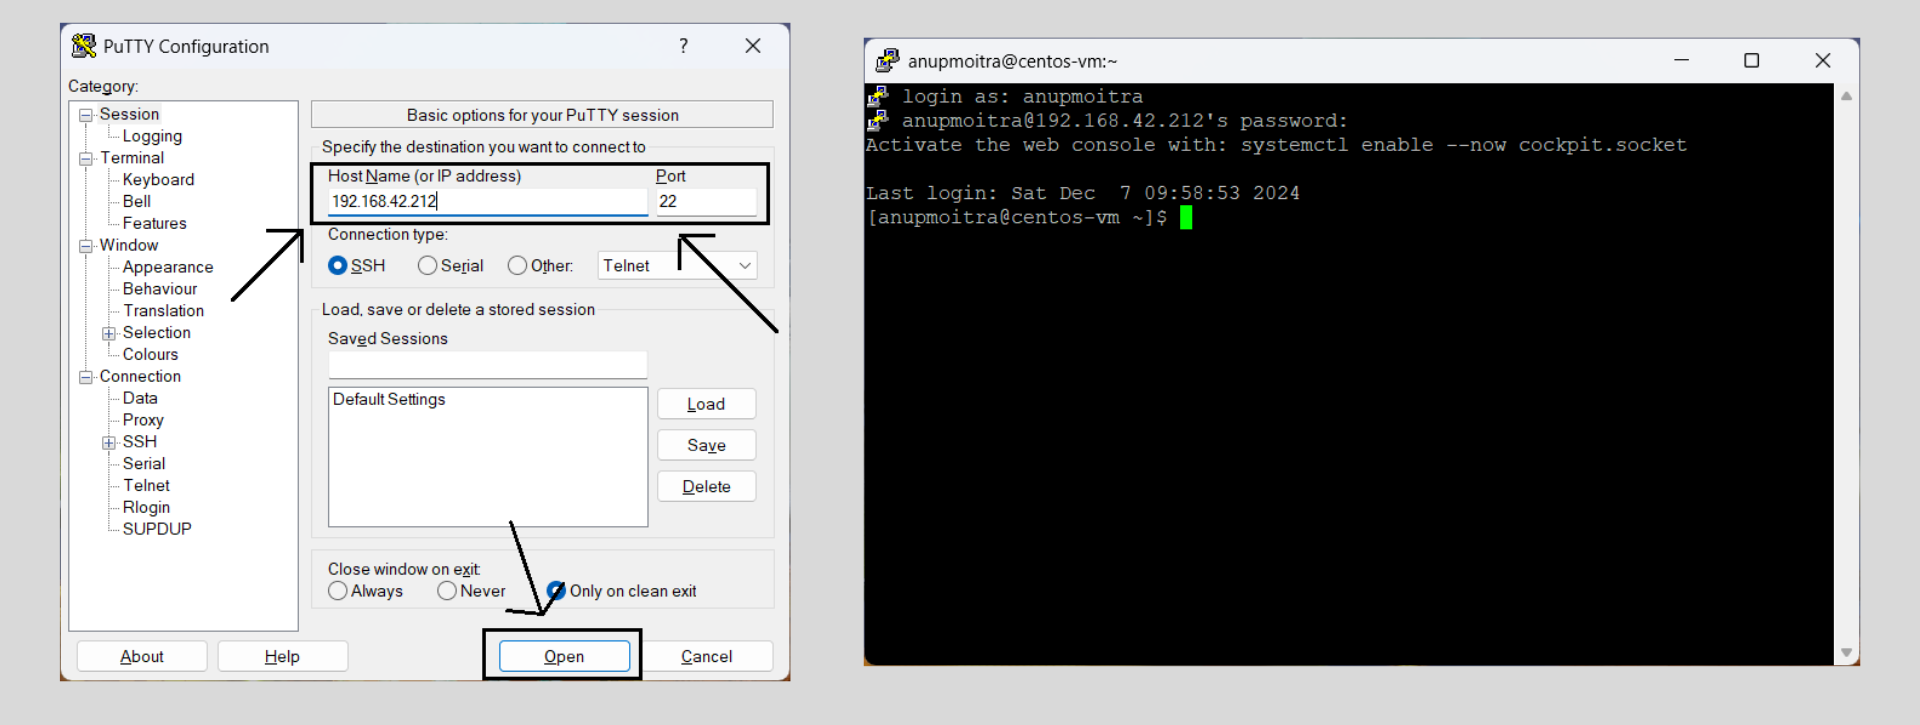 PuTTY Configuration
?
Category:
Session
Logging
Terminal
Keyboard
Bell
Features
Window
Appearance
Behaviour
Translation
Selection
Colours
Connection
Data
Proxy
SSH
Serial
Telnet
Rlogin
SUPDUP
Basic options for your PuTTY session
Specify the destination you want to connect to
Host Name (or IP address) Port
192.168.42.212 22
Connection type:
SSH Serial Other: Telnet
Load, save or delete a stored session
Saved Sessions
Default Settings
Load
Save
Delete
Close window on exit:
Always Never Only on clean exit
About Help Open Cancel
anupmoitra@centos-vm:~
login as: anupmoitra
anupmoitra@192.168.42.212's password:
Activate the web console with: systemctl enable --now cockpit.socket
Last login: Sat Dec  7 09:58:53 2024
[anupmoitra@centos-vm ~]$